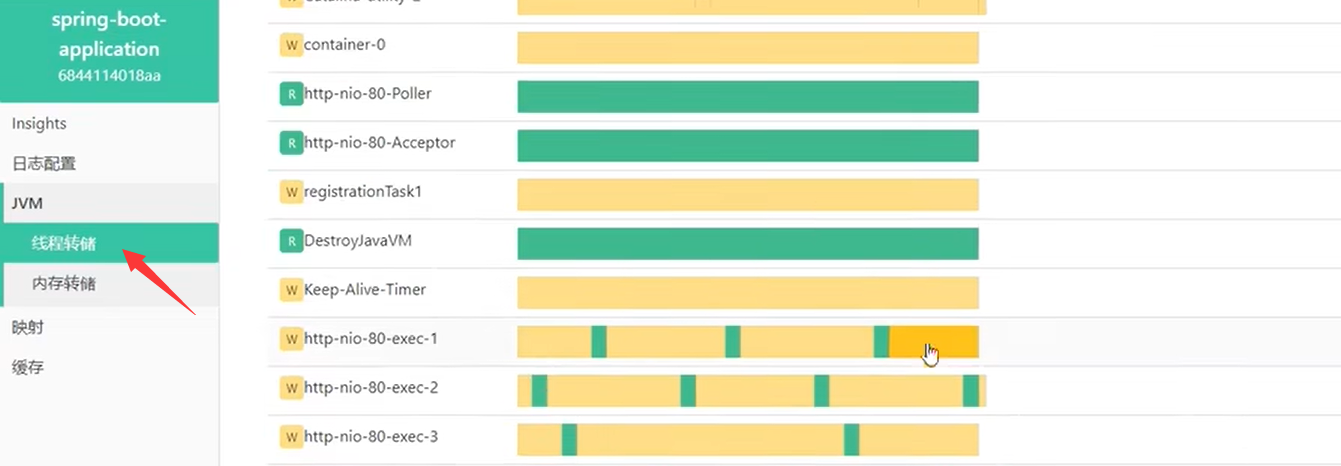 spring-boot-
application
6844114018aa
Insights
日志配置
JVM
线程转储
内存转储
映射
缓存
W container-0
R http-nio-80-Poller
R http-nio-80-Acceptor
W registrationTask1
R DestroyJavaVM
W Keep-Alive-Timer
W http-nio-80-exec-1
W http-nio-80-exec-2
W http-nio-80-exec-3